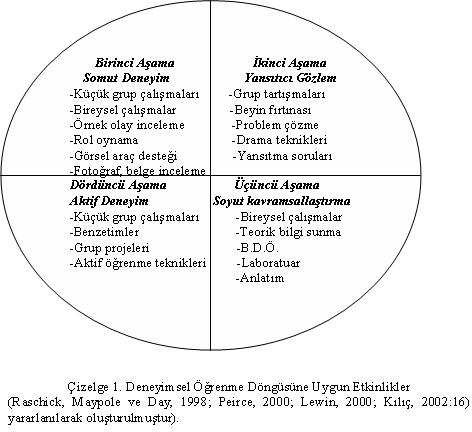 Birinci Aşama
Somut Deneyim
-Küçük grup çalışmaları
-Bireysel çalışmalar
-Örnek olay inceleme
-Rol oynama
-Görsel araç desteği
-Fotoğraf, belge inceleme
İkinci Aşama
Yansıtıcı Gözlem
-Grup tartışmaları
-Beyin fırtınası
-Problem çözme
-Drama teknikleri
-Yansıtma soruları
Dördüncü Aşama
Aktif Deneyim
-Küçük grup çalışmaları
-Benzetimler
-Grup projeleri
-Aktif öğrenme teknikleri
Üçüncü Aşama
Soyut kavramsallaştırma
-Bireysel çalışmalar
-Teorik bilgi sunma
-B.D.Ö.
-Laboratuar
-Anlatım
Çizelge 1. Deneyimsel Öğrenme Döngüsüne Uygun Etkinlikler
(Raschick, Maypole ve Day, 1998; Peirce, 2000; Lewin, 2000; Kılıç, 2002:16)
yararlanılarak oluşturulmuştur).